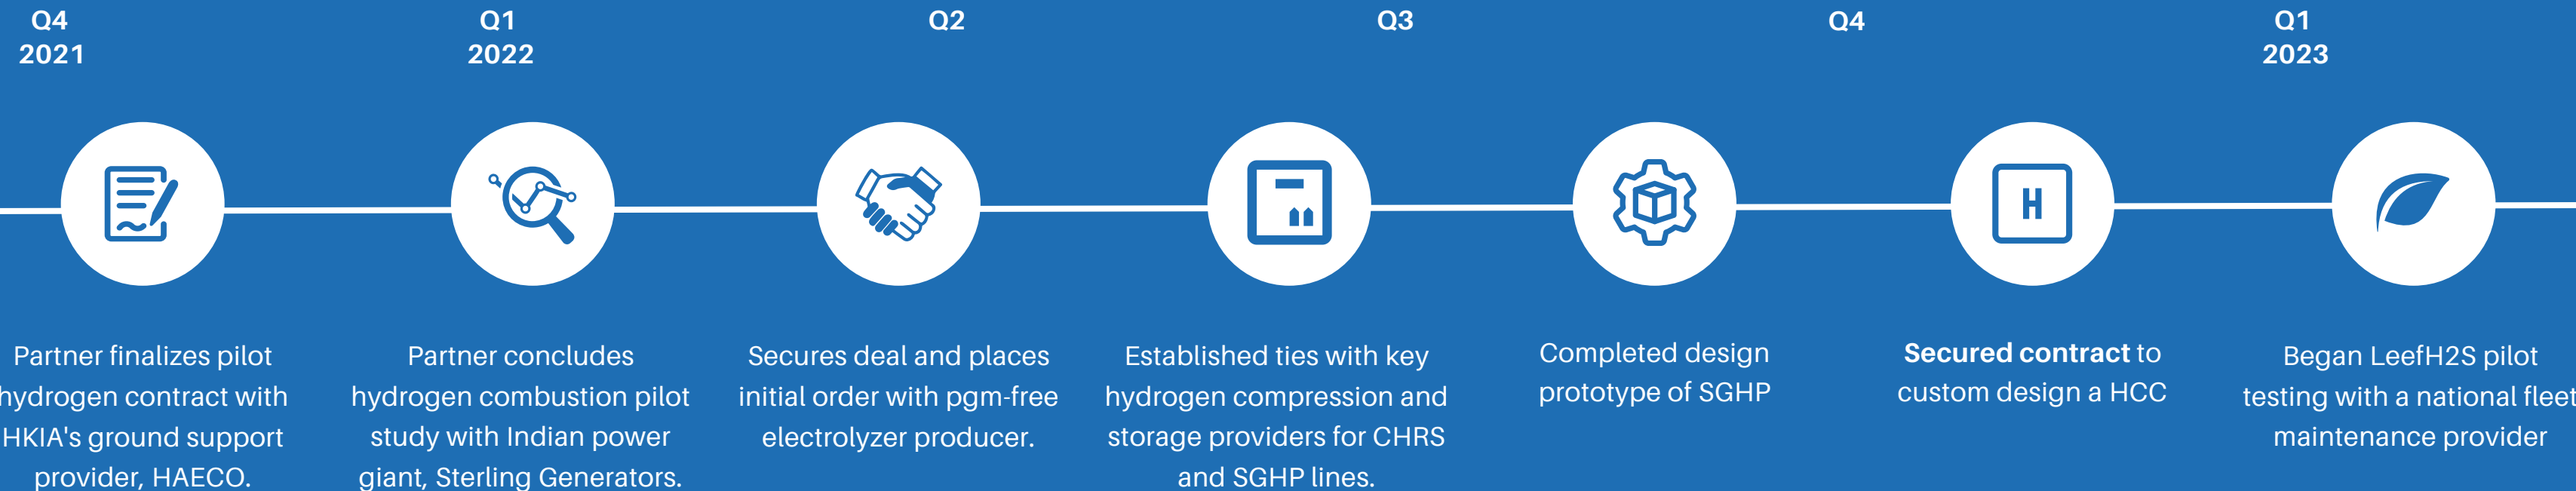 Q4
2021
Q1
2022
Q2
Q3
Q4
Q1
2023
H
Partner finalizes pilot
hydrogen contract with
HKIA's ground support
provider, HAECO.
Partner concludes
hydrogen combustion pilot
study with Indian power
giant, Sterling Generators.
Secures deal and places
initial order with pgm-free
electrolyzer producer.
Established ties with key
hydrogen compression and
storage providers for CHRS
and SGHP lines.
Completed design
prototype of SGHP
Secured contract to
custom design a HCC
Began LeefH2S pilot
testing with a national fleet
maintenance provider